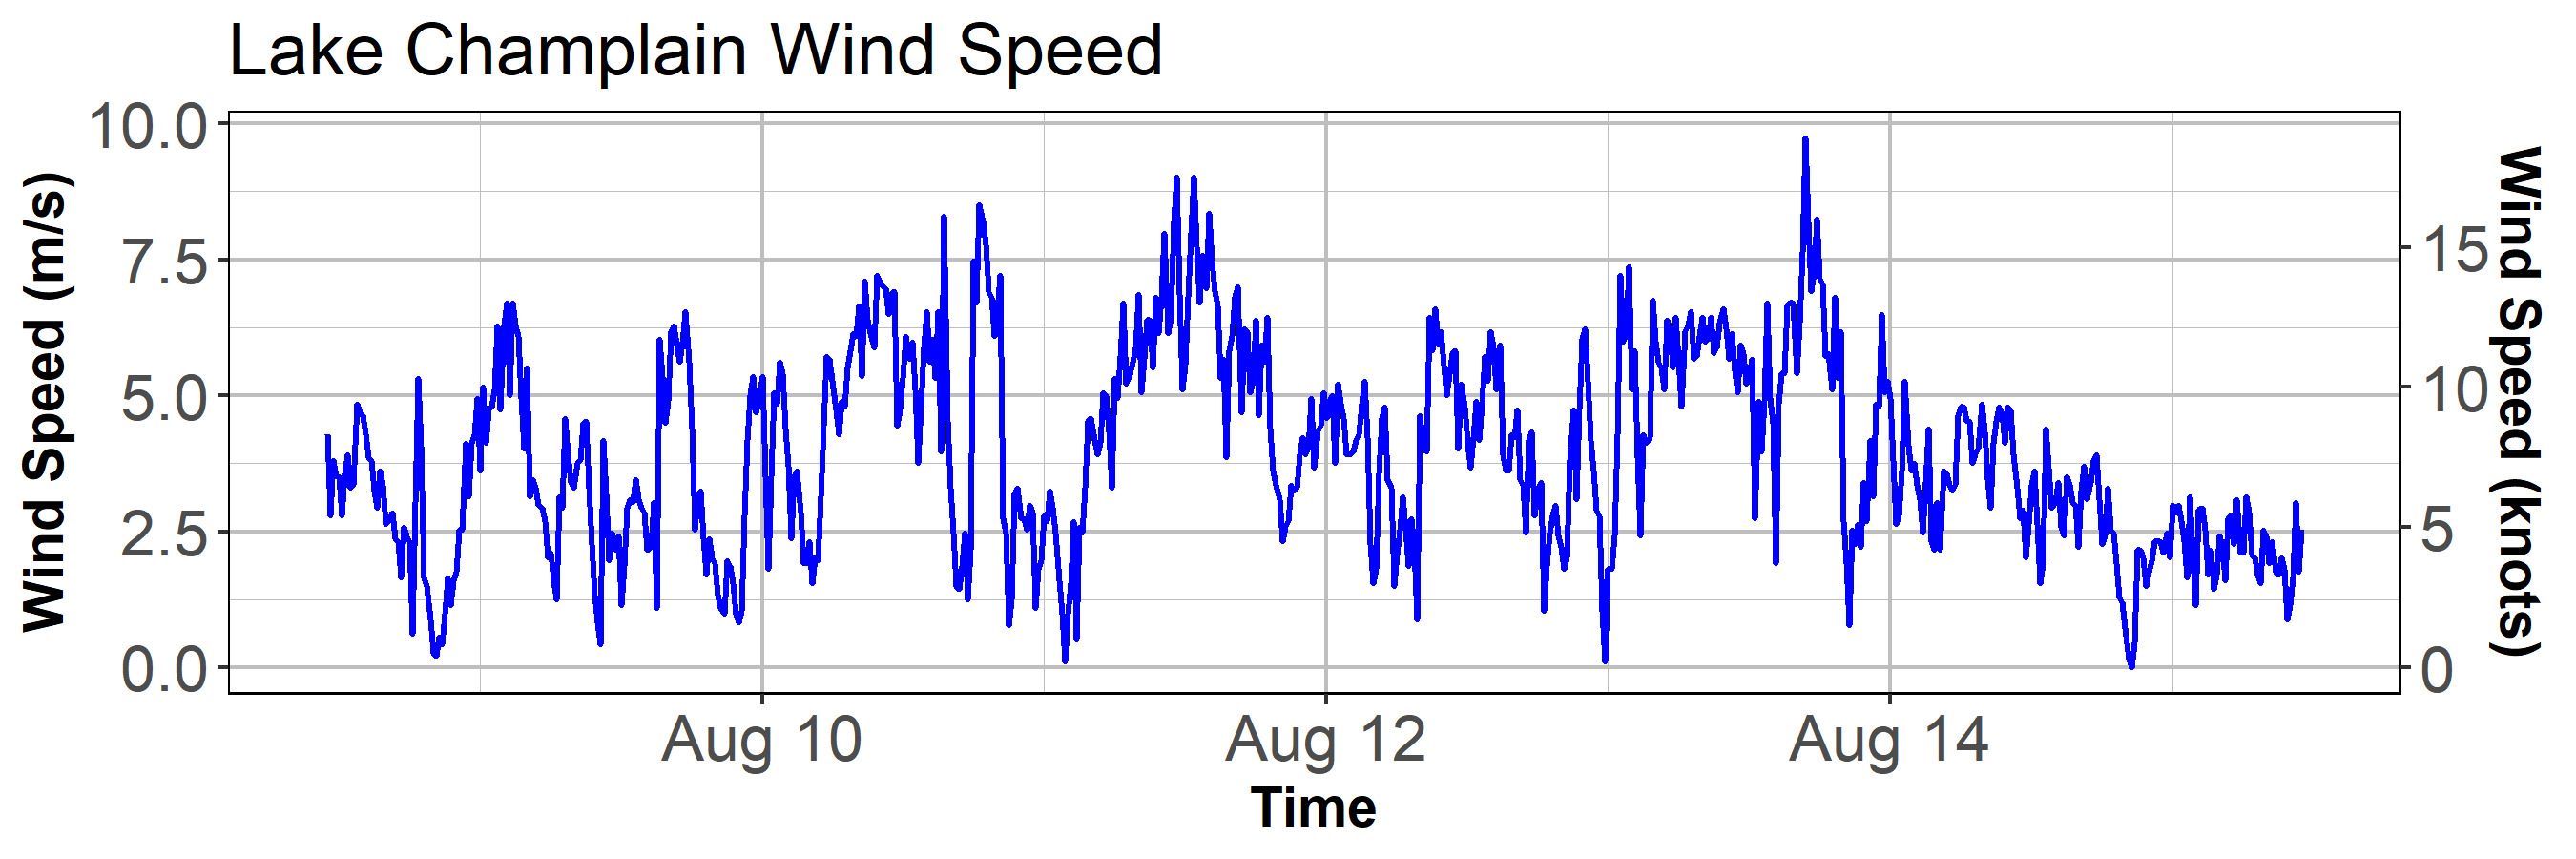 Lake Champlain Wind Speed
Wind Speed (m/s)
10.0
7.5
5.0
2.5
0.0
Wind Speed (knots)
15
10
5
0
Aug 10
Aug 12
Aug 14
Time